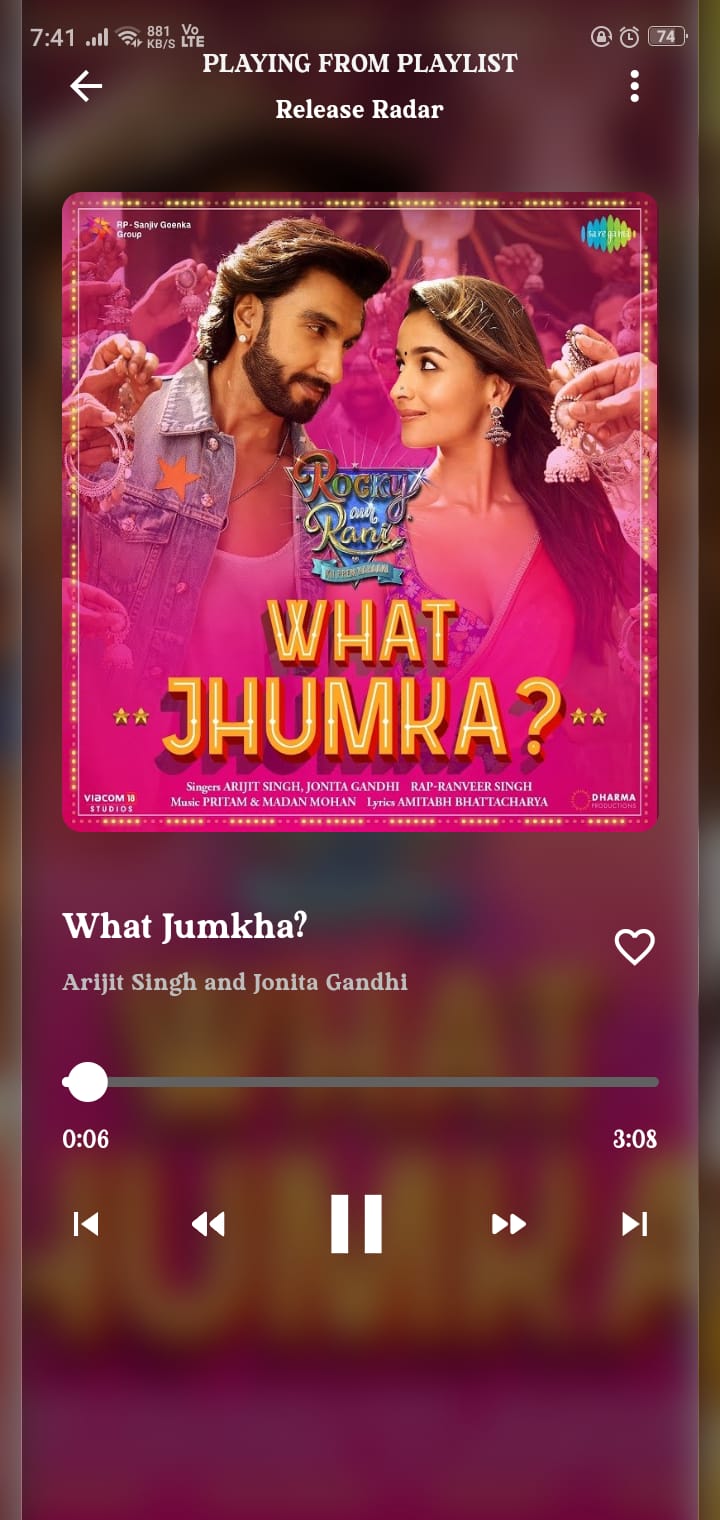 7:41 881 KB/S Vo LTE 74
PLAYING FROM PLAYLIST
Release Radar
RP - Sanjiv Goenka
Group
saregama
Rocky
aur
Rani
WHAT
JHUMKA?
Singers ARIJIT SINGH, JONITA GANDHI RAP-RANVEER SINGH
Music PRITAM & MADAN MOHAN Lyrics AMITABH BHATTACHARYA
VIACOM 18
STUDIOS
DHARMA
PRODUCTIONS
What Jumkha?
Arijit Singh and Jonita Gandhi
0:06 3:08